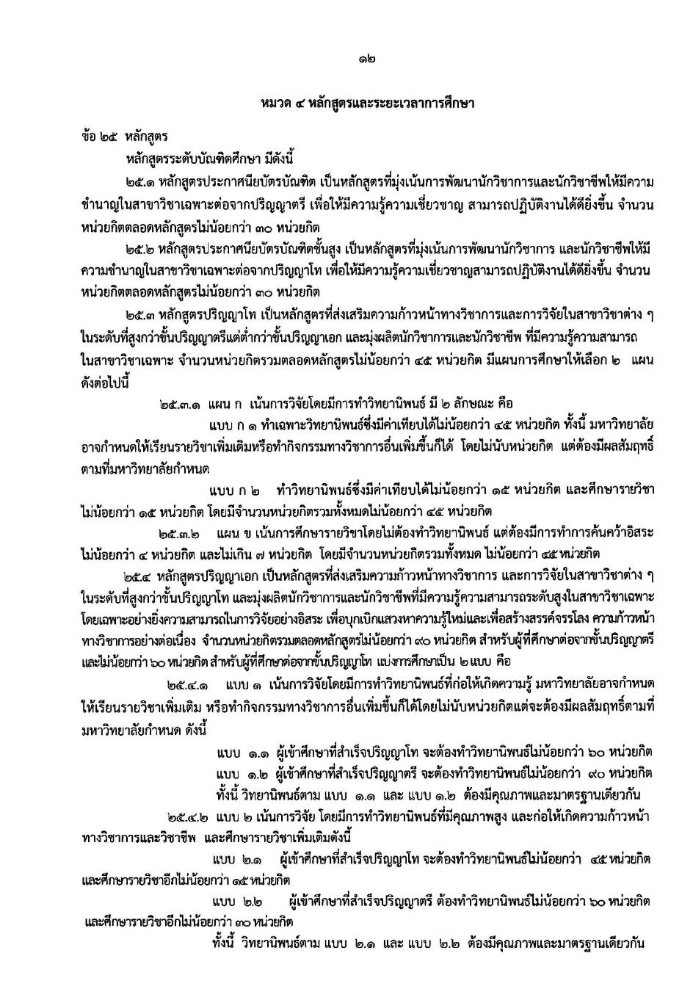 ๑๒
หมวด ๔ หลักสูตรและระยะเวลาการศึกษา
ข้อ ๒๕ หลักสูตร
หลักสูตรระดับบัณฑิตศึกษา มีดังนี้
๒๕.๑ หลักสูตรประกาศนียบัตรบัณฑิต เป็นหลักสูตรที่มุ่งเน้นการพัฒนานักวิชาการและนักวิชาชีพให้มีความ
ชำนาญในสาขาวิชาเฉพาะต่อจากปริญญาตรี เพื่อให้มีความรู้ความเชี่ยวชาญ สามารถปฏิบัติงานได้ดียิ่งขึ้น จำนวน
หน่วยกิตตลอดหลักสูตรไม่น้อยกว่า ๓๐ หน่วยกิต
๒๕.๒ หลักสูตรประกาศนียบัตรบัณฑิตชั้นสูง เป็นหลักสูตรที่มุ่งเน้นการพัฒนานักวิชาการ และนักวิชาชีพให้มี
ความชำนาญในสาขาวิชาเฉพาะต่อจากปริญญาโท เพื่อให้มีความรู้ความเชี่ยวชาญสามารถปฏิบัติงานได้ดียิ่งขึ้น จำนวน
หน่วยกิตตลอดหลักสูตรไม่น้อยกว่า ๓๐ หน่วยกิต
๒๕.๓ หลักสูตรปริญญาโท เป็นหลักสูตรที่ส่งเสริมความก้าวหน้าทางวิชาการและการวิจัยในสาขาวิชาต่าง ๆ
ในระดับที่สูงกว่าขั้นปริญญาตรีแต่ต่ำกว่าขั้นปริญญาเอก และมุ่งผลิตนักวิชาการและนักวิชาชีพ ที่มีความรู้ความสามารถ
ในสาขาวิชาเฉพาะ จำนวนหน่วยกิตรวมตลอดหลักสูตรไม่น้อยกว่า ๔๕ หน่วยกิต มีแผนการศึกษาให้เลือก ๒ แผน
ดังต่อไปนี้
๒๕.๓.๑ แผน ก เน้นการวิจัยโดยมีการทำวิทยานิพนธ์ มี ๒ ลักษณะ คือ
แบบ ก ๑ ทำเฉพาะวิทยานิพนธ์ซึ่งมีค่าเทียบได้ไม่น้อยกว่า ๔๕ หน่วยกิต ทั้งนี้ มหาวิทยาลัย
อาจกำหนดให้เรียนรายวิชาเพิ่มเติมหรือทำกิจกรรมทางวิชาการอื่นเพิ่มขึ้นก็ได้ โดยไม่นับหน่วยกิต แต่ต้องมีผลสัมฤทธิ์
ตามที่มหาวิทยาลัยกำหนด
แบบ ก ๒ ทำวิทยานิพนธ์ซึ่งมีค่าเทียบได้ไม่น้อยกว่า ๑๕ หน่วยกิต และศึกษารายวิชา
ไม่น้อยกว่า ๑๕ หน่วยกิต โดยมีจำนวนหน่วยกิตรวมทั้งหมดไม่น้อยกว่า ๔๕ หน่วยกิต
๒๕.๓.๒ แผน ข เน้นการศึกษารายวิชาโดยไม่ต้องทำวิทยานิพนธ์ แต่ต้องมีการทำการค้นคว้าอิสระ
ไม่น้อยกว่า ๔ หน่วยกิต และไม่เกิน ๗ หน่วยกิต โดยมีจำนวนหน่วยกิตรวมทั้งหมด ไม่น้อยกว่า ๔๕ หน่วยกิต
๒๕.๔ หลักสูตรปริญญาเอก เป็นหลักสูตรที่ส่งเสริมความก้าวหน้าทางวิชาการ และการวิจัยในสาขาวิชาต่าง ๆ
ในระดับที่สูงกว่าขั้นปริญญาโท และมุ่งผลิตนักวิชาการและนักวิชาชีพที่มีความรู้ความสามารถระดับสูงในสาขาวิชาเฉพาะ
โดยเฉพาะอย่างยิ่งความสามารถในการวิจัยอย่างอิสระ เพื่อบุกเบิกแสวงหาความรู้ใหม่และเพื่อสร้างสรรค์จรรโลง ความก้าวหน้า
ทางวิชาการอย่างต่อเนื่อง จำนวนหน่วยกิตรวมตลอดหลักสูตรไม่น้อยกว่า ๙๐ หน่วยกิต สำหรับผู้ที่ศึกษาต่อจากขั้นปริญญาตรี
และไม่น้อยกว่า ๖๐ หน่วยกิต สำหรับผู้ที่ศึกษาต่อจากขั้นปริญญาโท แบ่งการศึกษาเป็น ๒ แบบ คือ
๒๕.๔.๑ แบบ ๑ เน้นการวิจัยโดยมีการทำวิทยานิพนธ์ที่ก่อให้เกิดความรู้ มหาวิทยาลัยอาจกำหนด
ให้เรียนรายวิชาเพิ่มเติม หรือทำกิจกรรมทางวิชาการอื่นเพิ่มขึ้นก็ได้โดยไม่นับหน่วยกิตแต่จะต้องมีผลสัมฤทธิ์ตามที่
มหาวิทยาลัยกำหนด ดังนี้
แบบ ๑.๑ ผู้เข้าศึกษาที่สำเร็จปริญญาโท จะต้องทำวิทยานิพนธ์ไม่น้อยกว่า ๖๐ หน่วยกิต
แบบ ๑.๒ ผู้เข้าศึกษาที่สำเร็จปริญญาตรี จะต้องทำวิทยานิพนธ์ไม่น้อยกว่า ๙๐ หน่วยกิต
ทั้งนี้ วิทยานิพนธ์ตาม แบบ ๑.๑ และ แบบ ๑.๒ ต้องมีคุณภาพและมาตรฐานเดียวกัน
๒๕.๔.๒ แบบ ๒ เน้นการวิจัย โดยมีการทำวิทยานิพนธ์ที่มีคุณภาพสูง และก่อให้เกิดความก้าวหน้า
ทางวิชาการและวิชาชีพ และศึกษารายวิชาเพิ่มเติมดังนี้
แบบ ๒.๑ ผู้เข้าศึกษาที่สำเร็จปริญญาโท จะต้องทำวิทยานิพนธ์ไม่น้อยกว่า ๔๕ หน่วยกิต
และศึกษารายวิชาอีกไม่น้อยกว่า ๑๕ หน่วยกิต
แบบ ๒.๒ ผู้เข้าศึกษาที่สำเร็จปริญญาตรี ต้องทำวิทยานิพนธ์ไม่น้อยกว่า ๖๐ หน่วยกิต
และศึกษารายวิชาอีกไม่น้อยกว่า ๓๐ หน่วยกิต
ทั้งนี้ วิทยานิพนธ์ตาม แบบ ๒.๑ และ แบบ ๒.๒ ต้องมีคุณภาพและมาตรฐานเดียวกัน